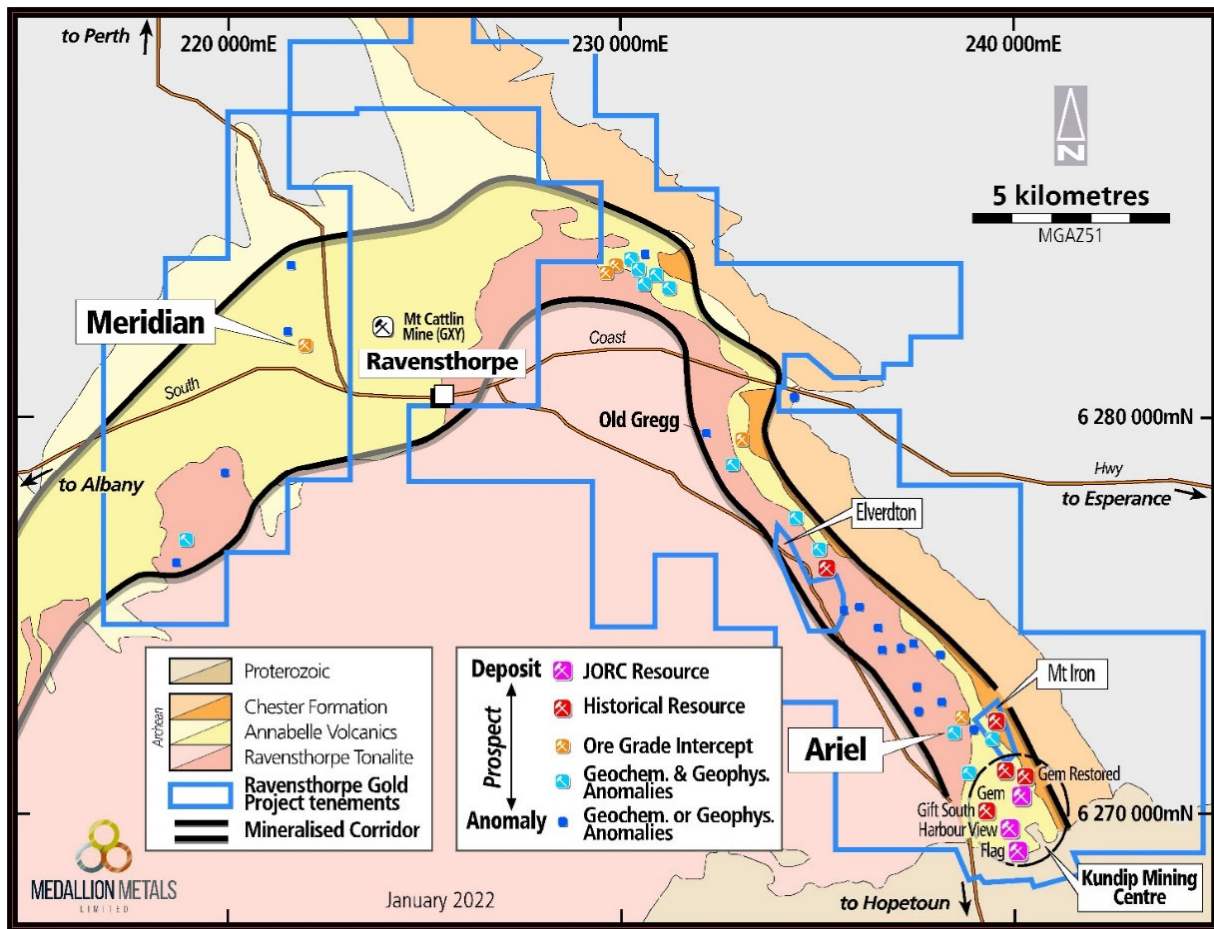 to Perth
220 000mE
230 000mE
240 000mE
N
5 kilometres
MGAZ51
Meridian
Mt Cattlin
Mine (GXY)
Ravensthorpe
Coast
South
Old Gregg
6 280 000mN
Hwy
to Albany
to Esperance
Elverdton
Mt Iron
Ariel
Gem Restored
Gem
Gift South
Harbour View
Flag
6 270 000mN
Kundip Mining
Centre
to Hopetoun
Archean
Proterozoic
Chester Formation
Annabelle Volcanics
Ravensthorpe Tonalite
Ravensthorpe Gold
Project tenements
Mineralised Corridor
Deposit
Prospect
Anomaly
JORC Resource
Historical Resource
Ore Grade Intercept
Geochem. & Geophys.
Anomalies
Geochem. or Geophys.
Anomalies
MEDALLION METALS
LIMITED
January 2022